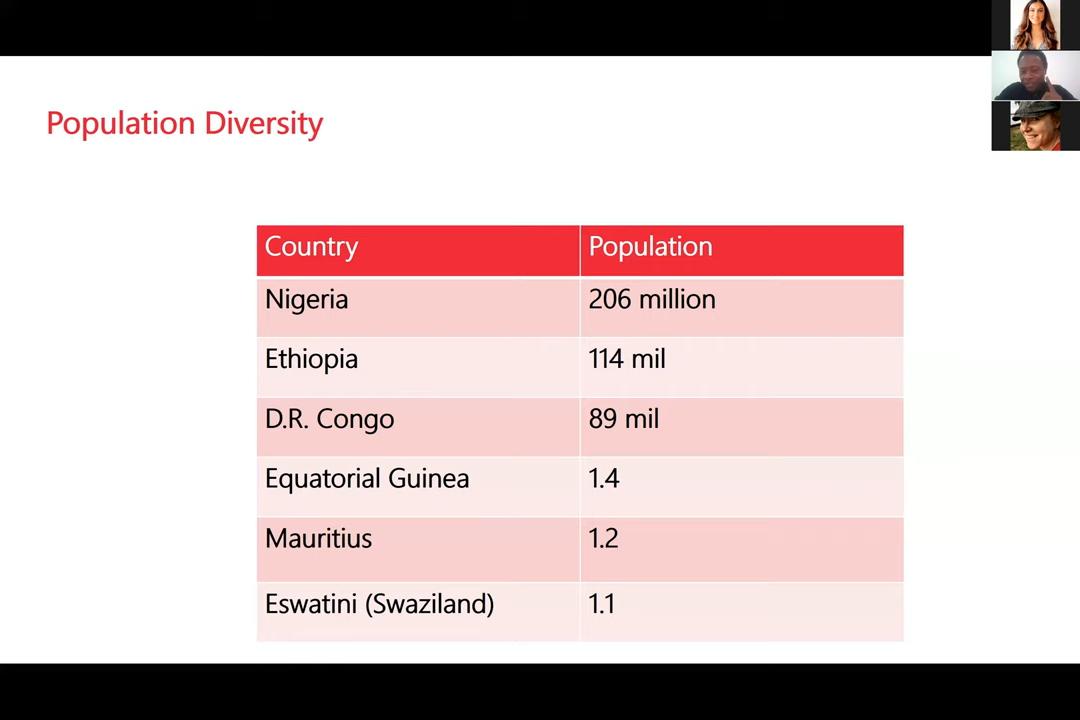 Population Diversity
Country Population
Nigeria 206 million
Ethiopia 114 mil
D.R. Congo 89 mil
Equatorial Guinea 1.4
Mauritius 1.2
Eswatini (Swaziland) 1.1